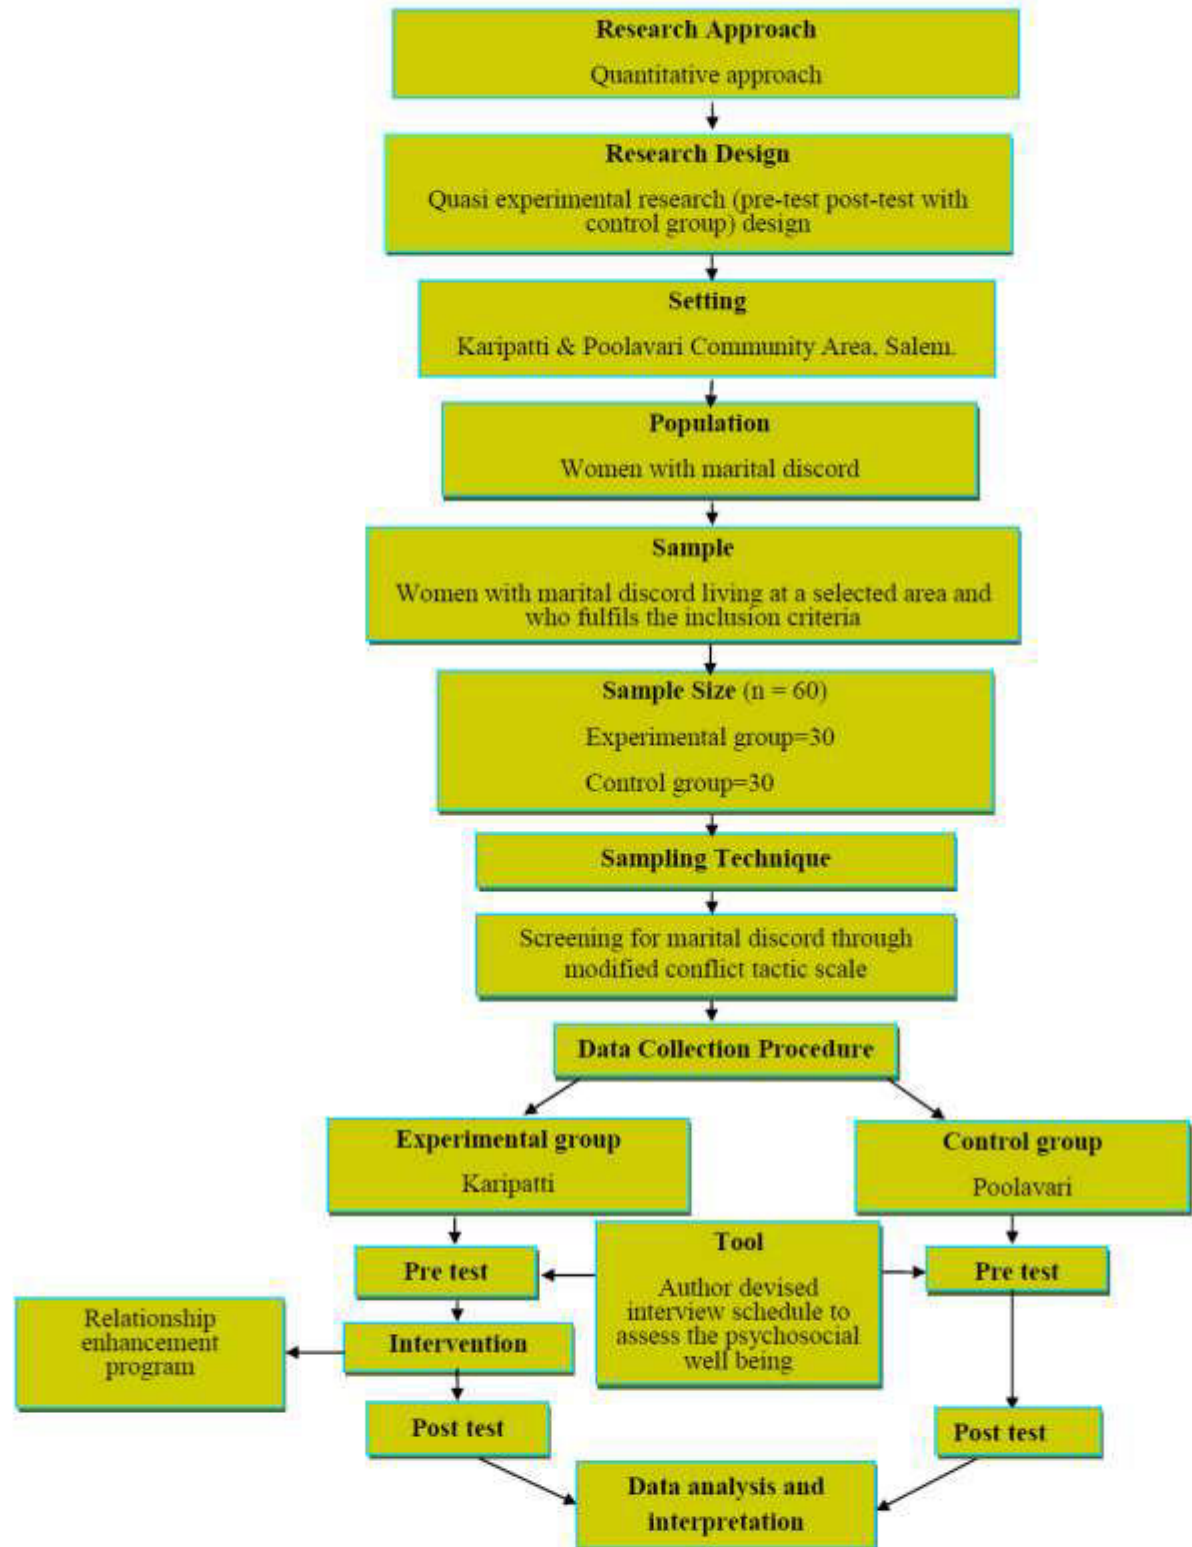 Research Approach
Quantitative approach
Research Design
Quasi experimental research (pre-test post-test with
control group) design
Setting
Karipatti & Poolavari Community Area, Salem.
Population
Women with marital discord
Sample
Women with marital discord living at a selected area and
who fulfils the inclusion criteria
Sample Size (n = 60)
Experimental group=30
Control group=30
Sampling Technique
Screening for marital discord through
modified conflict tactic scale
Data Collection Procedure
Experimental group
Karipatti
Control group
Poolavari
Tool
Author devised
interview schedule to
assess the psychosocial
well being
Pre test
Pre test
Relationship
enhancement
program
Intervention
Post test
Post test
Data analysis and
interpretation